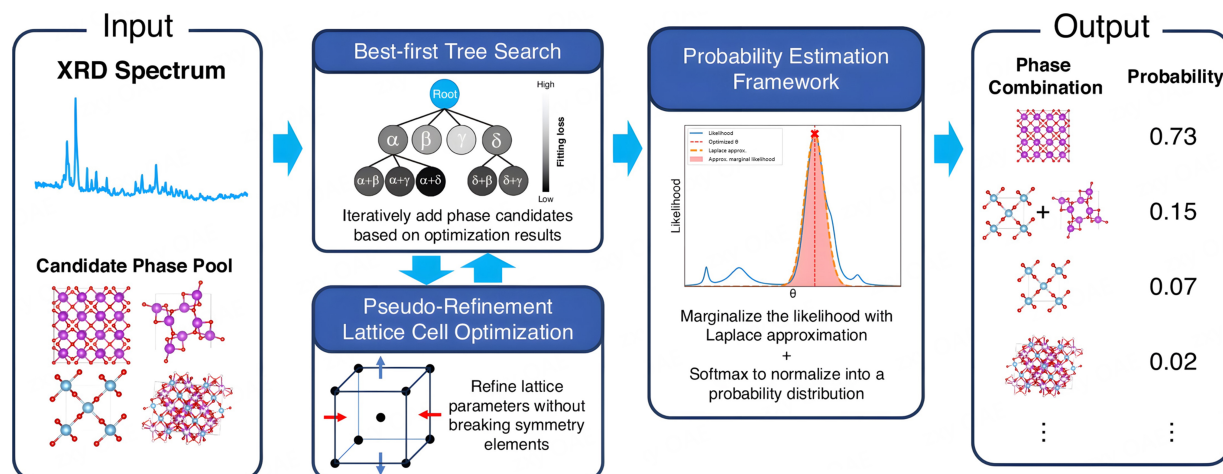 Input
XRD Spectrum
Candidate Phase Pool
Best-first Tree Search
Root
α
β
γ
δ
α+β
α+γ
α+δ
δ+β
δ+γ
High
Fitting loss
Low
Iteratively add phase candidates
based on optimization results
Pseudo-Refinement
Lattice Cell Optimization
Refine lattice
parameters without
breaking symmetry
elements
Probability Estimation
Framework
Likelihood
Optimized θ
Laplace approx.
Approx. marginal likelihood
Likelihood
θ
Marginalize the likelihood with
Laplace approximation
+
Softmax to normalize into a
probability distribution
Output
Phase
Combination
Probability
0.73
+
0.15
0.07
0.02
⋮
⋮